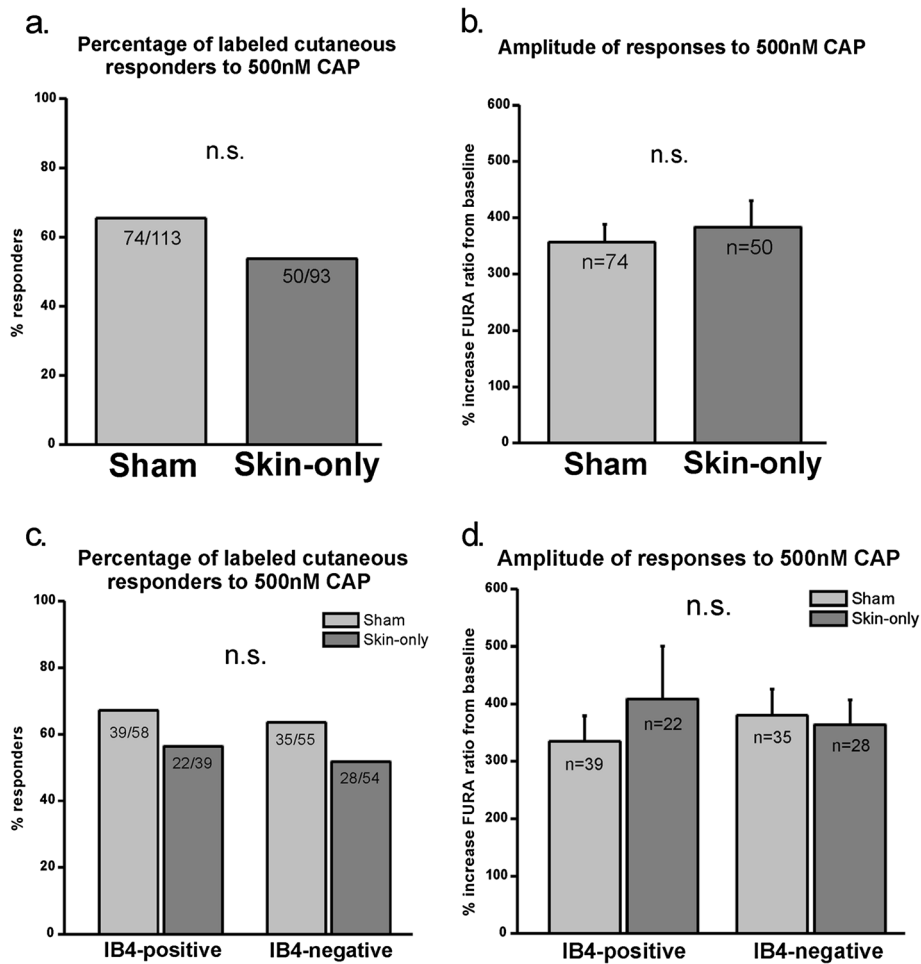 a.
Percentage of labeled cutaneous
responders to 500nM CAP
n.s.
% responders
100
80
60
40
20
0
74/113
50/93
Sham
Skin-only
b.
Amplitude of responses to 500nM CAP
n.s.
% increase FURA ratio from baseline
600
500
400
300
200
100
0
n=74
n=50
Sham
Skin-only
c.
Percentage of labeled cutaneous
responders to 500nM CAP
Sham
Skin-only
n.s.
% responders
100
80
60
40
20
0
39/58
22/39
35/55
28/54
IB4-positive
IB4-negative
d.
Amplitude of responses to 500nM CAP
Sham
Skin-only
n.s.
% increase FURA ratio from baseline
600
500
400
300
200
100
0
n=39
n=22
n=35
n=28
IB4-positive
IB4-negative